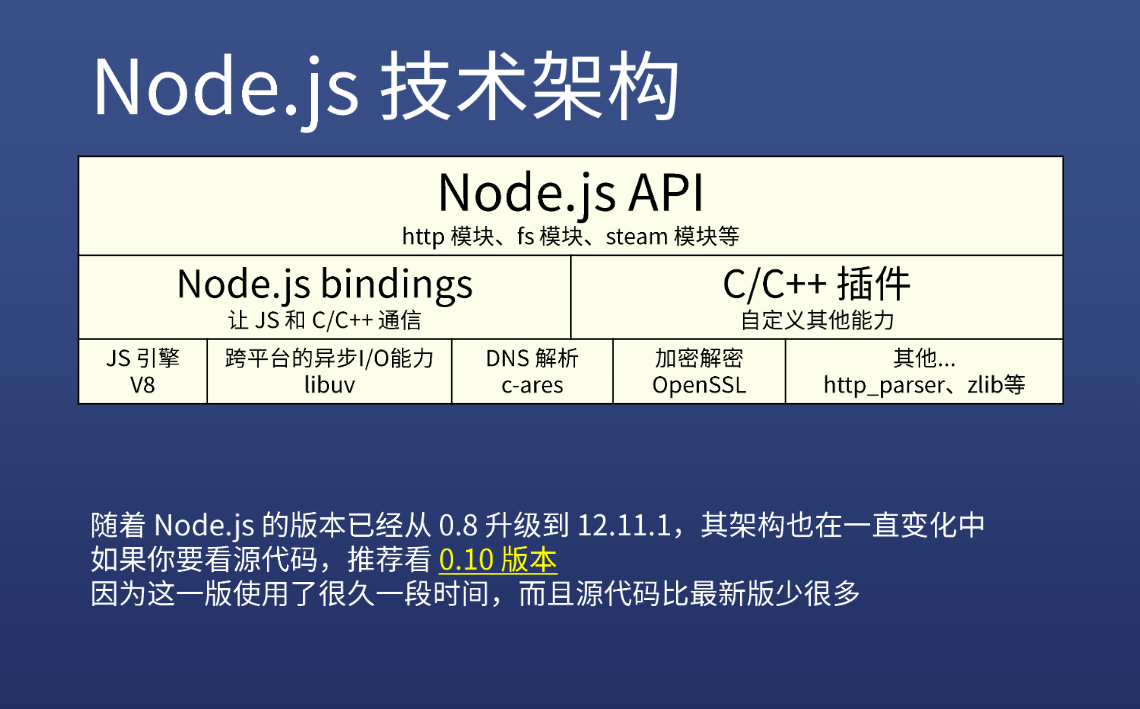 Node.js 技术架构
Node.js API
http 模块、fs 模块、steam 模块等
Node.js bindings
让 JS 和 C/C++ 通信
C/C++ 插件
自定义其他能力
JS 引擎
V8
跨平台的异步I/O能力
libuv
DNS 解析
c-ares
加密解密
OpenSSL
其他...
http_parser、zlib等
随着 Node.js 的版本已经从 0.8 升级到 12.11.1，其架构也在一直变化中
如果你要看源代码，推荐看 0.10 版本
因为这一版使用了很久一段时间，而且源代码比最新版少很多